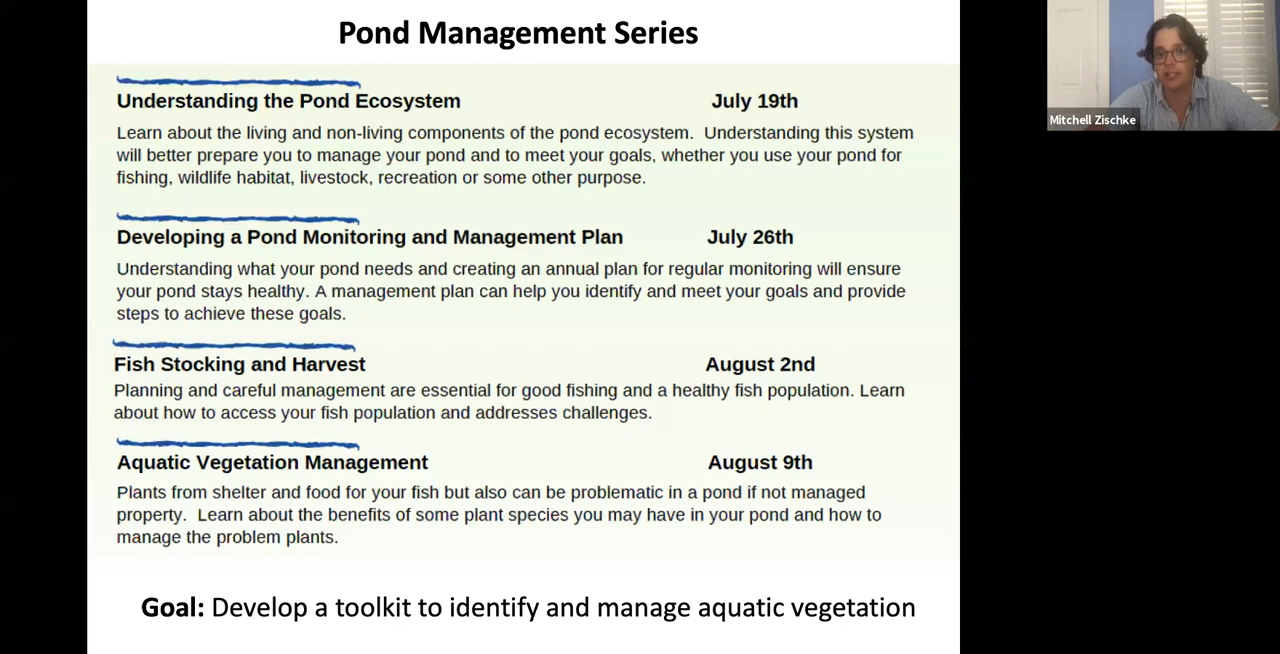 Pond Management Series
Understanding the Pond Ecosystem July 19th
Learn about the living and non-living components of the pond ecosystem. Understanding this system
will better prepare you to manage your pond and to meet your goals, whether you use your pond for
fishing, wildlife habitat, livestock, recreation or some other purpose.
Developing a Pond Monitoring and Management Plan July 26th
Understanding what your pond needs and creating an annual plan for regular monitoring will ensure
your pond stays healthy. A management plan can help you identify and meet your goals and provide
steps to achieve these goals.
Fish Stocking and Harvest August 2nd
Planning and careful management are essential for good fishing and a healthy fish population. Learn
about how to access your fish population and addresses challenges.
Aquatic Vegetation Management August 9th
Plants from shelter and food for your fish but also can be problematic in a pond if not managed
property. Learn about the benefits of some plant species you may have in your pond and how to
manage the problem plants.
Goal: Develop a toolkit to identify and manage aquatic vegetation
Mitchell Zischke